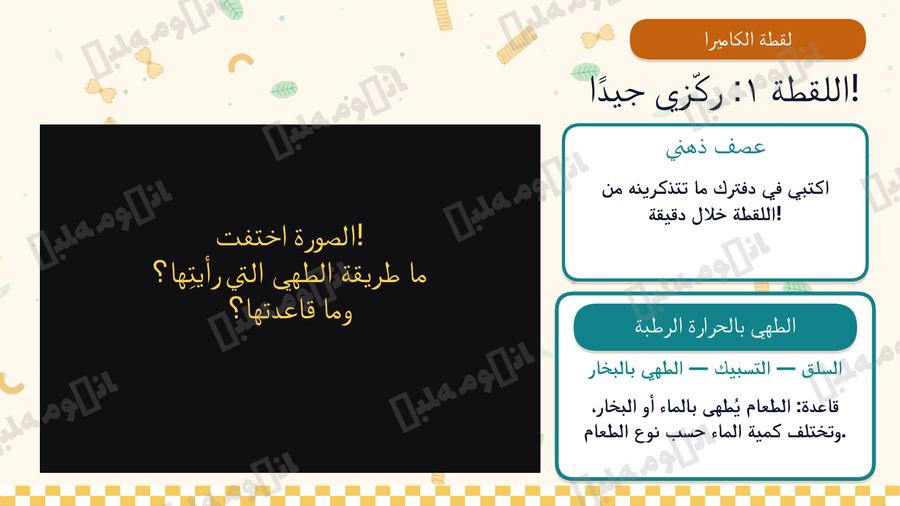 لقطة الكاميرا
اللقطة ١: ركّزي جيدًا!
عصف ذهني
اكتبي في دفترك ما تتذكرينه من
اللقطة خلال دقيقة!
الصورة اختفت!
ما طريقة الطهي التي رأيتِها؟
وما قاعدتها؟
الطهي بالحرارة الرطبة
السلق — التسبيك — الطهي بالبخار
قاعدة: الطعام يُطهى بالماء أو البخار،
وتختلف كمية الماء حسب نوع الطعام.